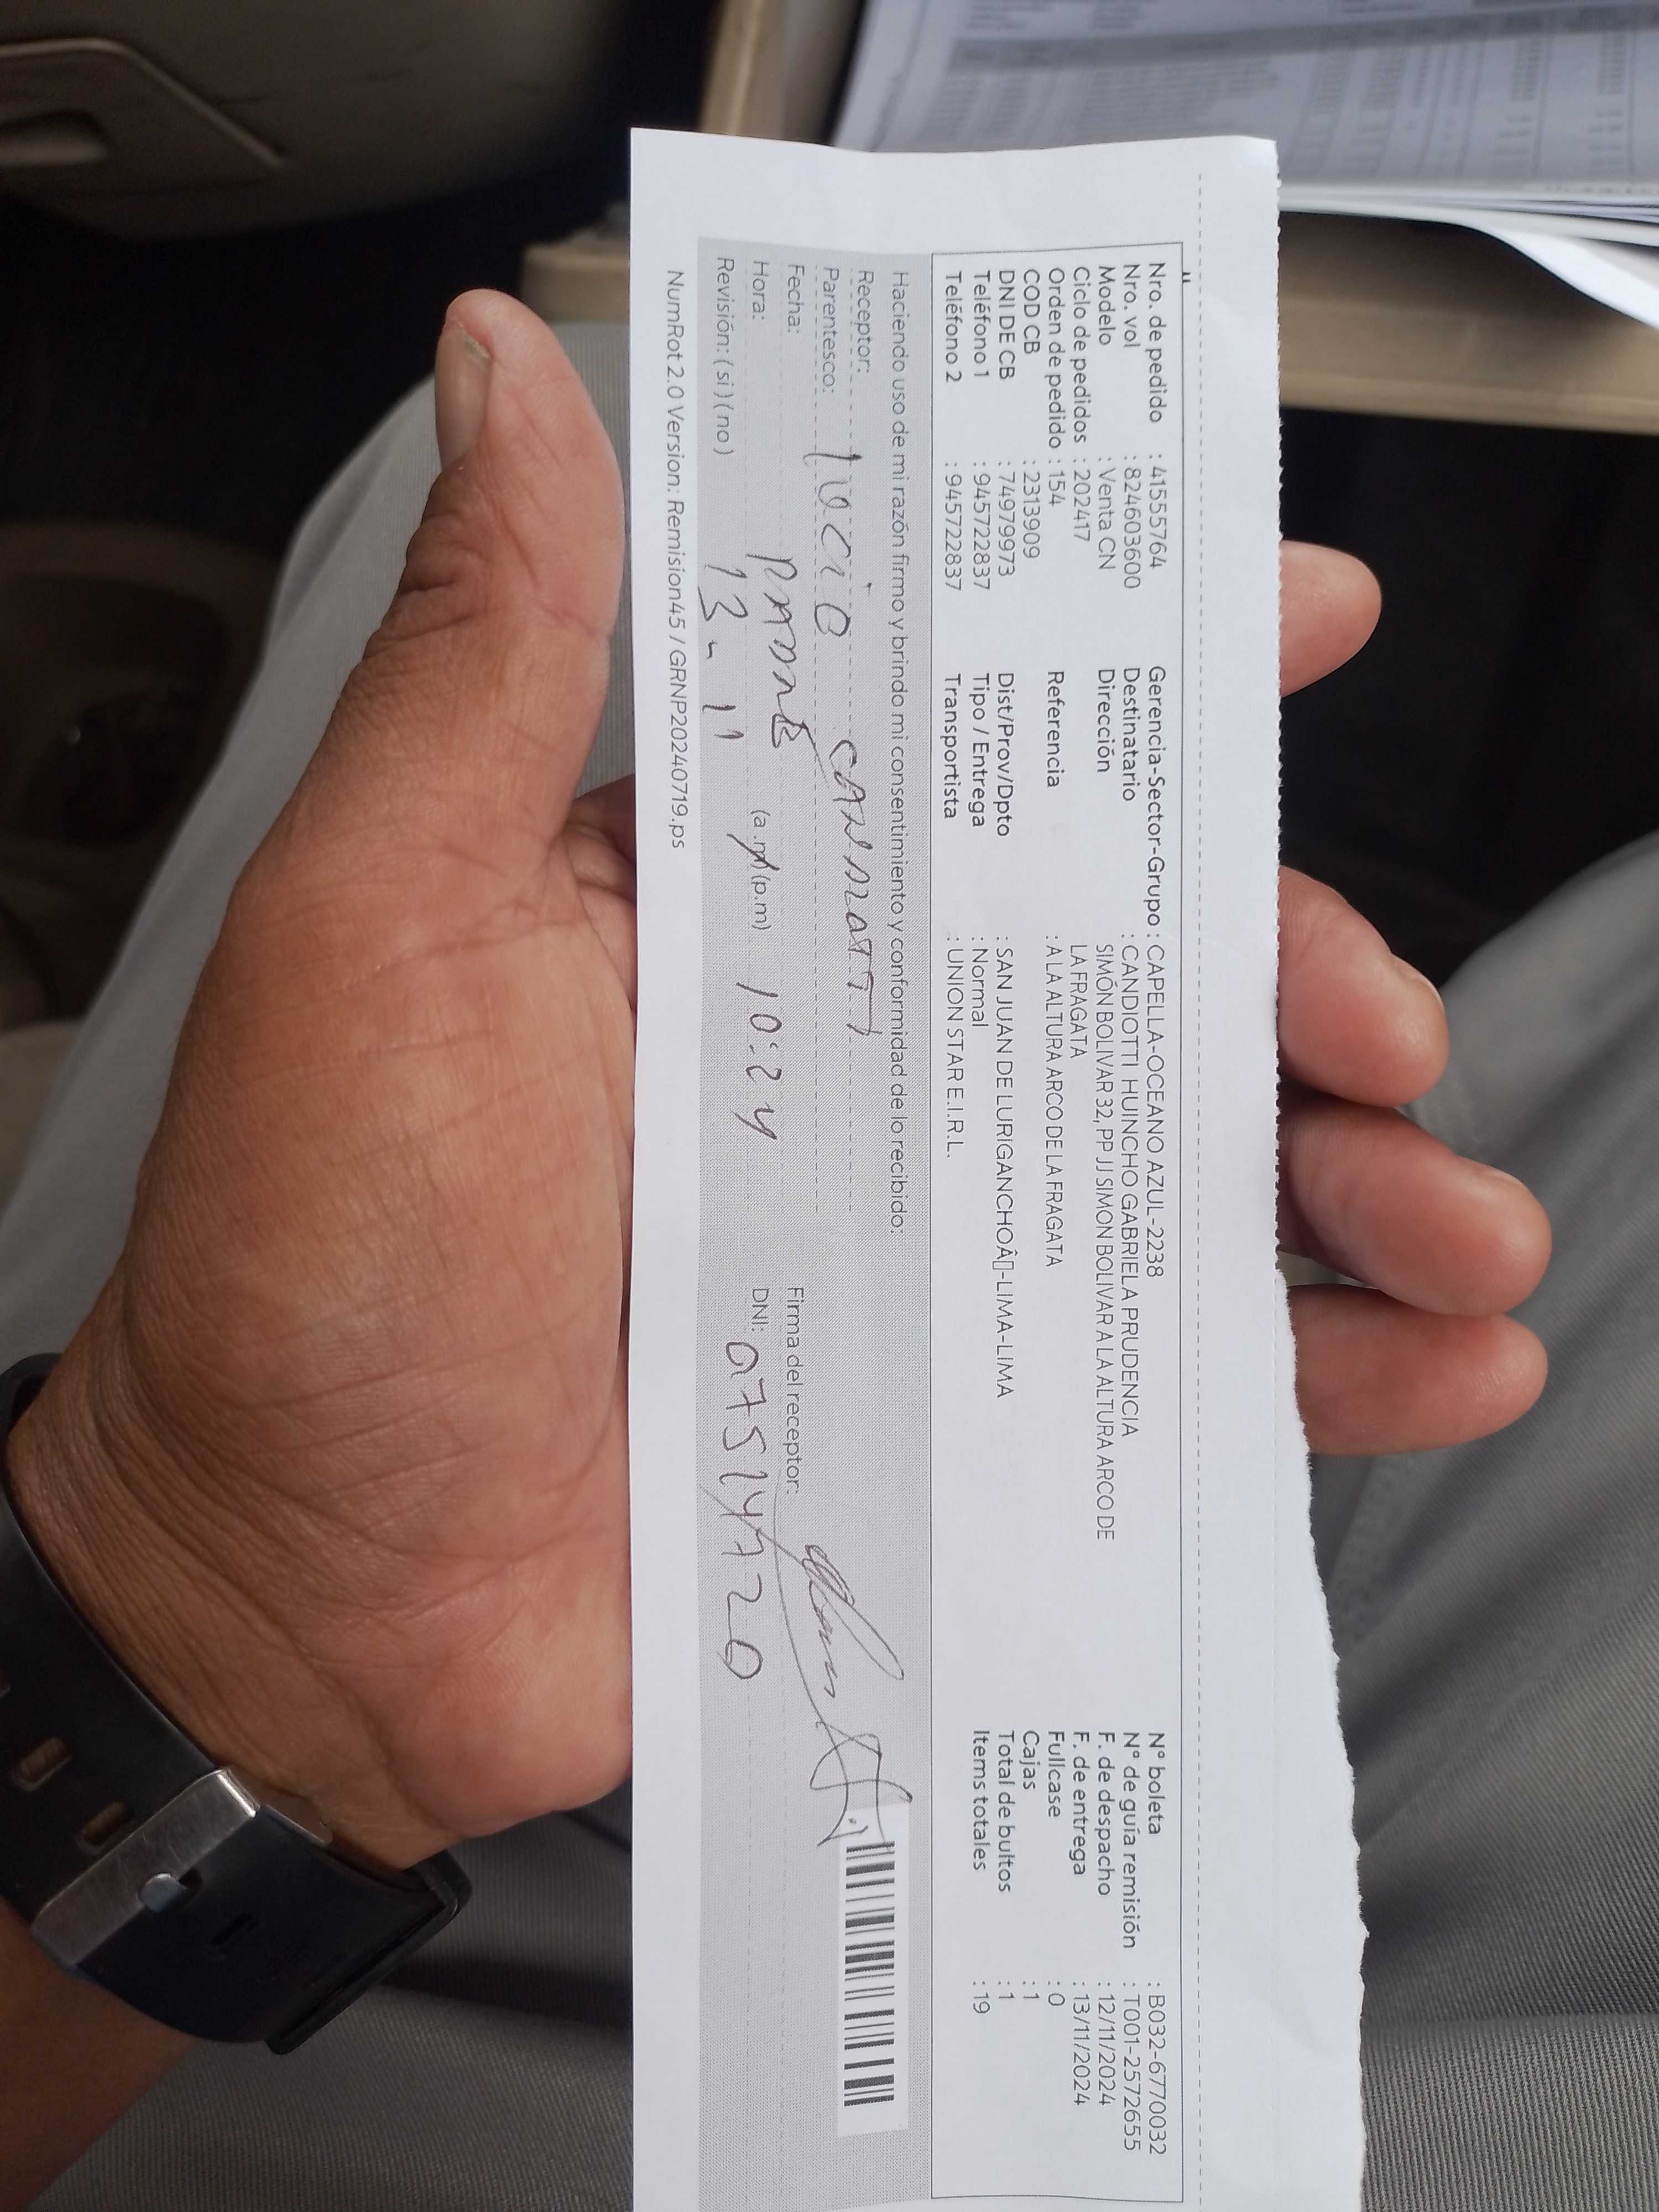 Nro. de pedido : 41555764 Gerencia-Sector-Grupo : CAPELLA-OCEANO AZUL-2238 N° boleta : B032-6770032
Nro. vol : 824603600 Destinatario : CANDIOTTI HUINCHO GABRIELA PRUDENCIA N° de guía remisión : T001-2572655
Modelo : Venta CN Dirección SIMÓN BOLIVAR 32, PP JJ SIMON BOLIVAR A LA ALTURA ARCO DE F. de despacho : 12/11/2024
Ciclo de pedidos : 202417 LA FRAGATA F. de entrega : 13/11/2024
Orden de pedido : 154 Referencia : A LA ALTURA ARCO DE LA FRAGATA Fullcase : 0
COD CB : 2313909 Cajas : 1
DNI DE CB : 74979973 Dist/Prov/Dpto : SAN JUAN DE LURIGANCHOÂ▯-LIMA-LIMA Total de bultos : 1
Teléfono 1 : 945722837 Tipo / Entrega : Normal Items totales : 19
Teléfono 2 : 945722837 Transportista : UNION STAR E.I.R.L.
Haciendo uso de mi razón firmo y brindo mi consentimiento y conformidad de lo recibido:
Receptor: lucio
Parentesco: Firma del receptor:
Fecha: 13-11
Hora: (a.m) (p.m) 10:24 DNI:
Revisión: ( si ) ( no )
NumRot 2.0 Version: Remision45 / GRNP20240719.ps